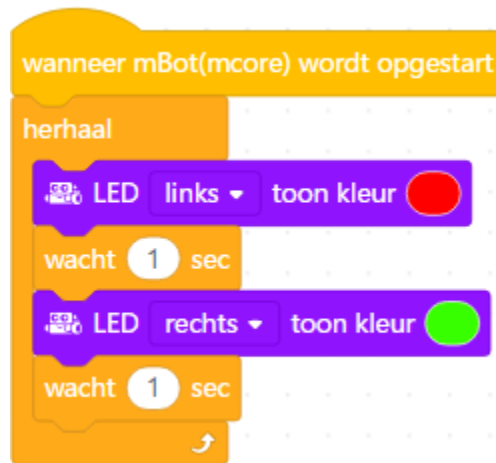 wanneer mBot(mcore) wordt opgestart
herhaal
LED links toon kleur
wacht 1 sec
LED rechts toon kleur
wacht 1 sec